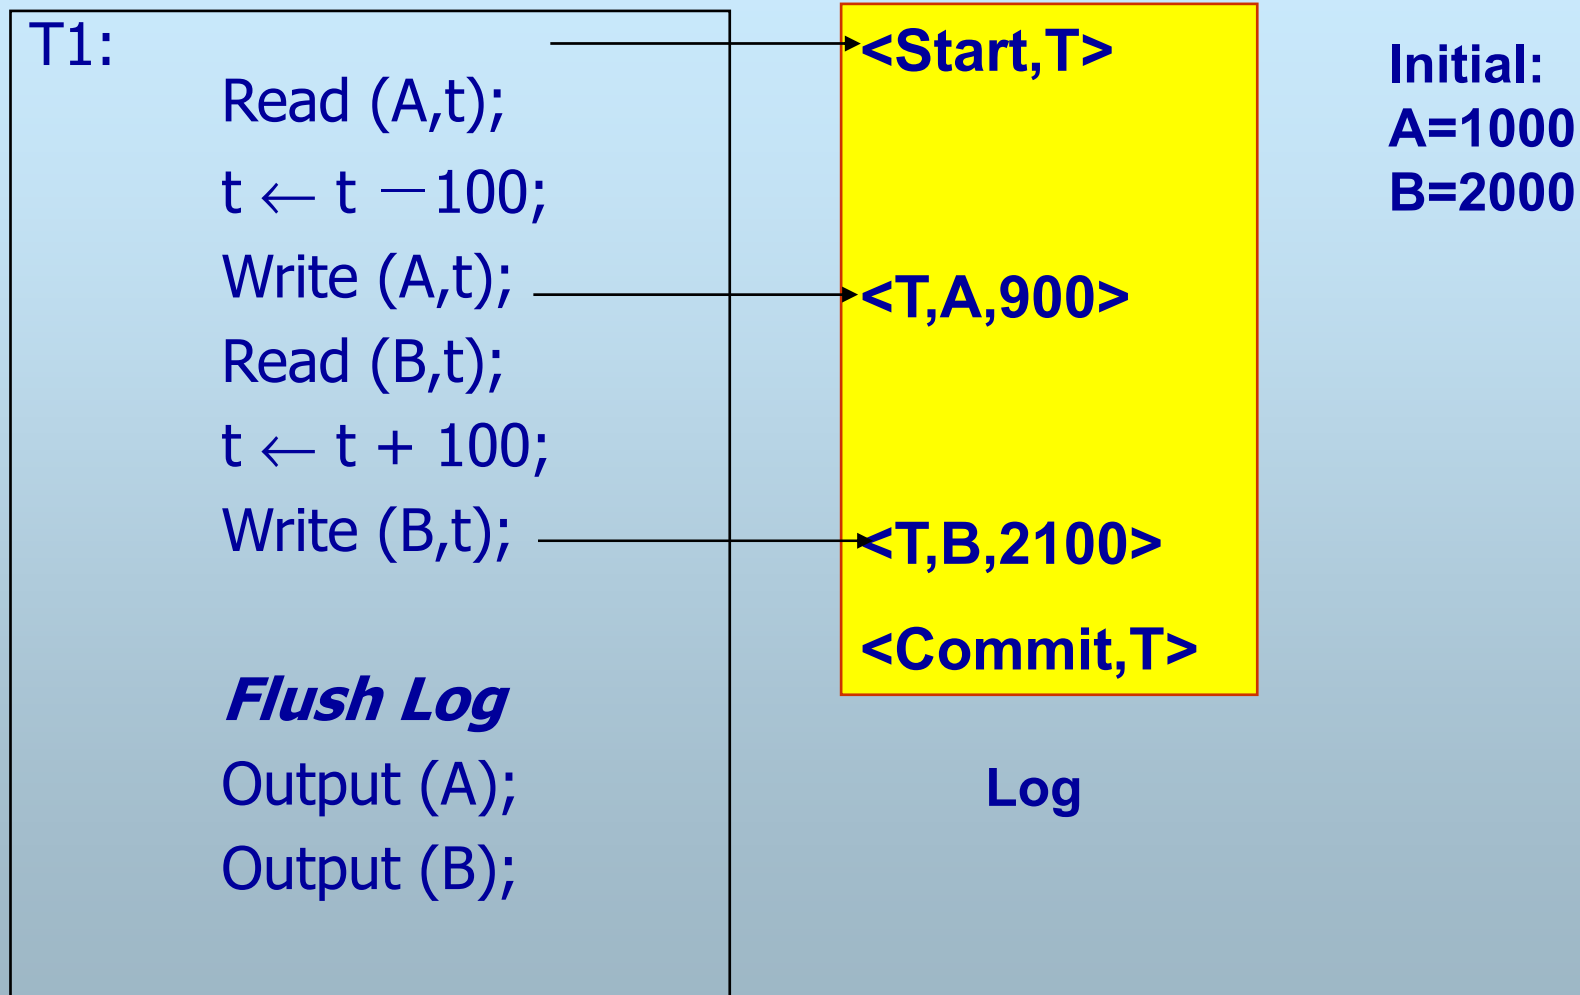 T1:
Read (A,t);
t ← t －100;
Write (A,t);
Read (B,t);
t ← t + 100;
Write (B,t);
Flush Log
Output (A);
Output (B);
<Start,T>
<T,A,900>
<T,B,2100>
<Commit,T>
Log
Initial:
A=1000
B=2000